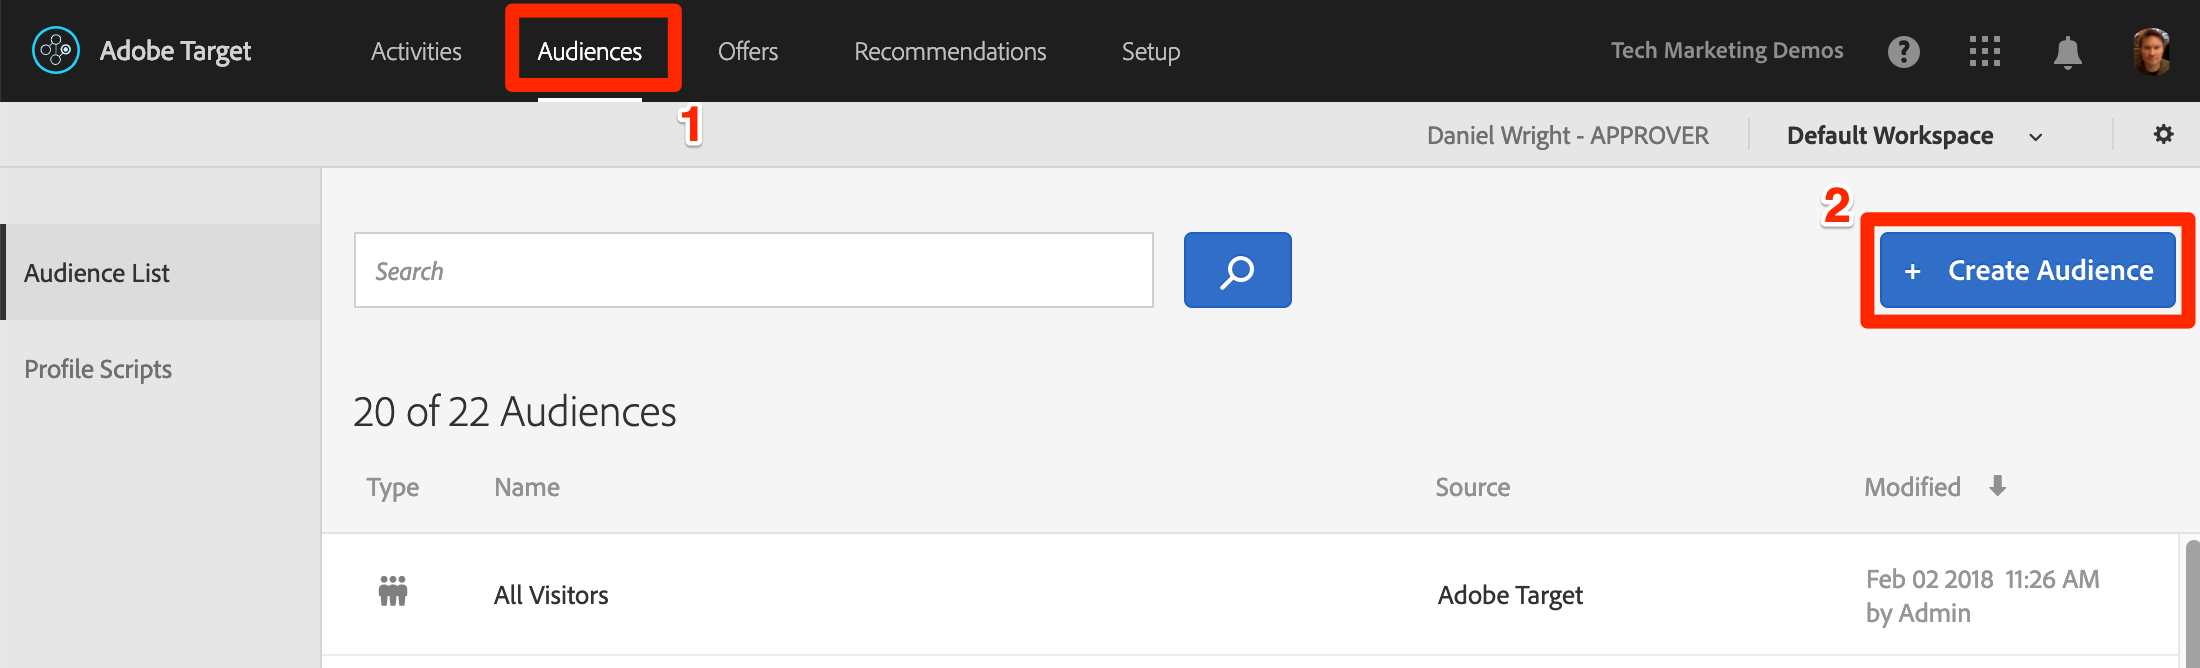 Adobe Target
Activities
Audiences
Offers
Recommendations
Setup
Tech Marketing Demos
?
1
Daniel Wright - APPROVER
Default Workspace
2
Audience List
Profile Scripts
Search
+ Create Audience
20 of 22 Audiences
Type
Name
Source
Modified
All Visitors
Adobe Target
Feb 02 2018 11:26 AM
by Admin